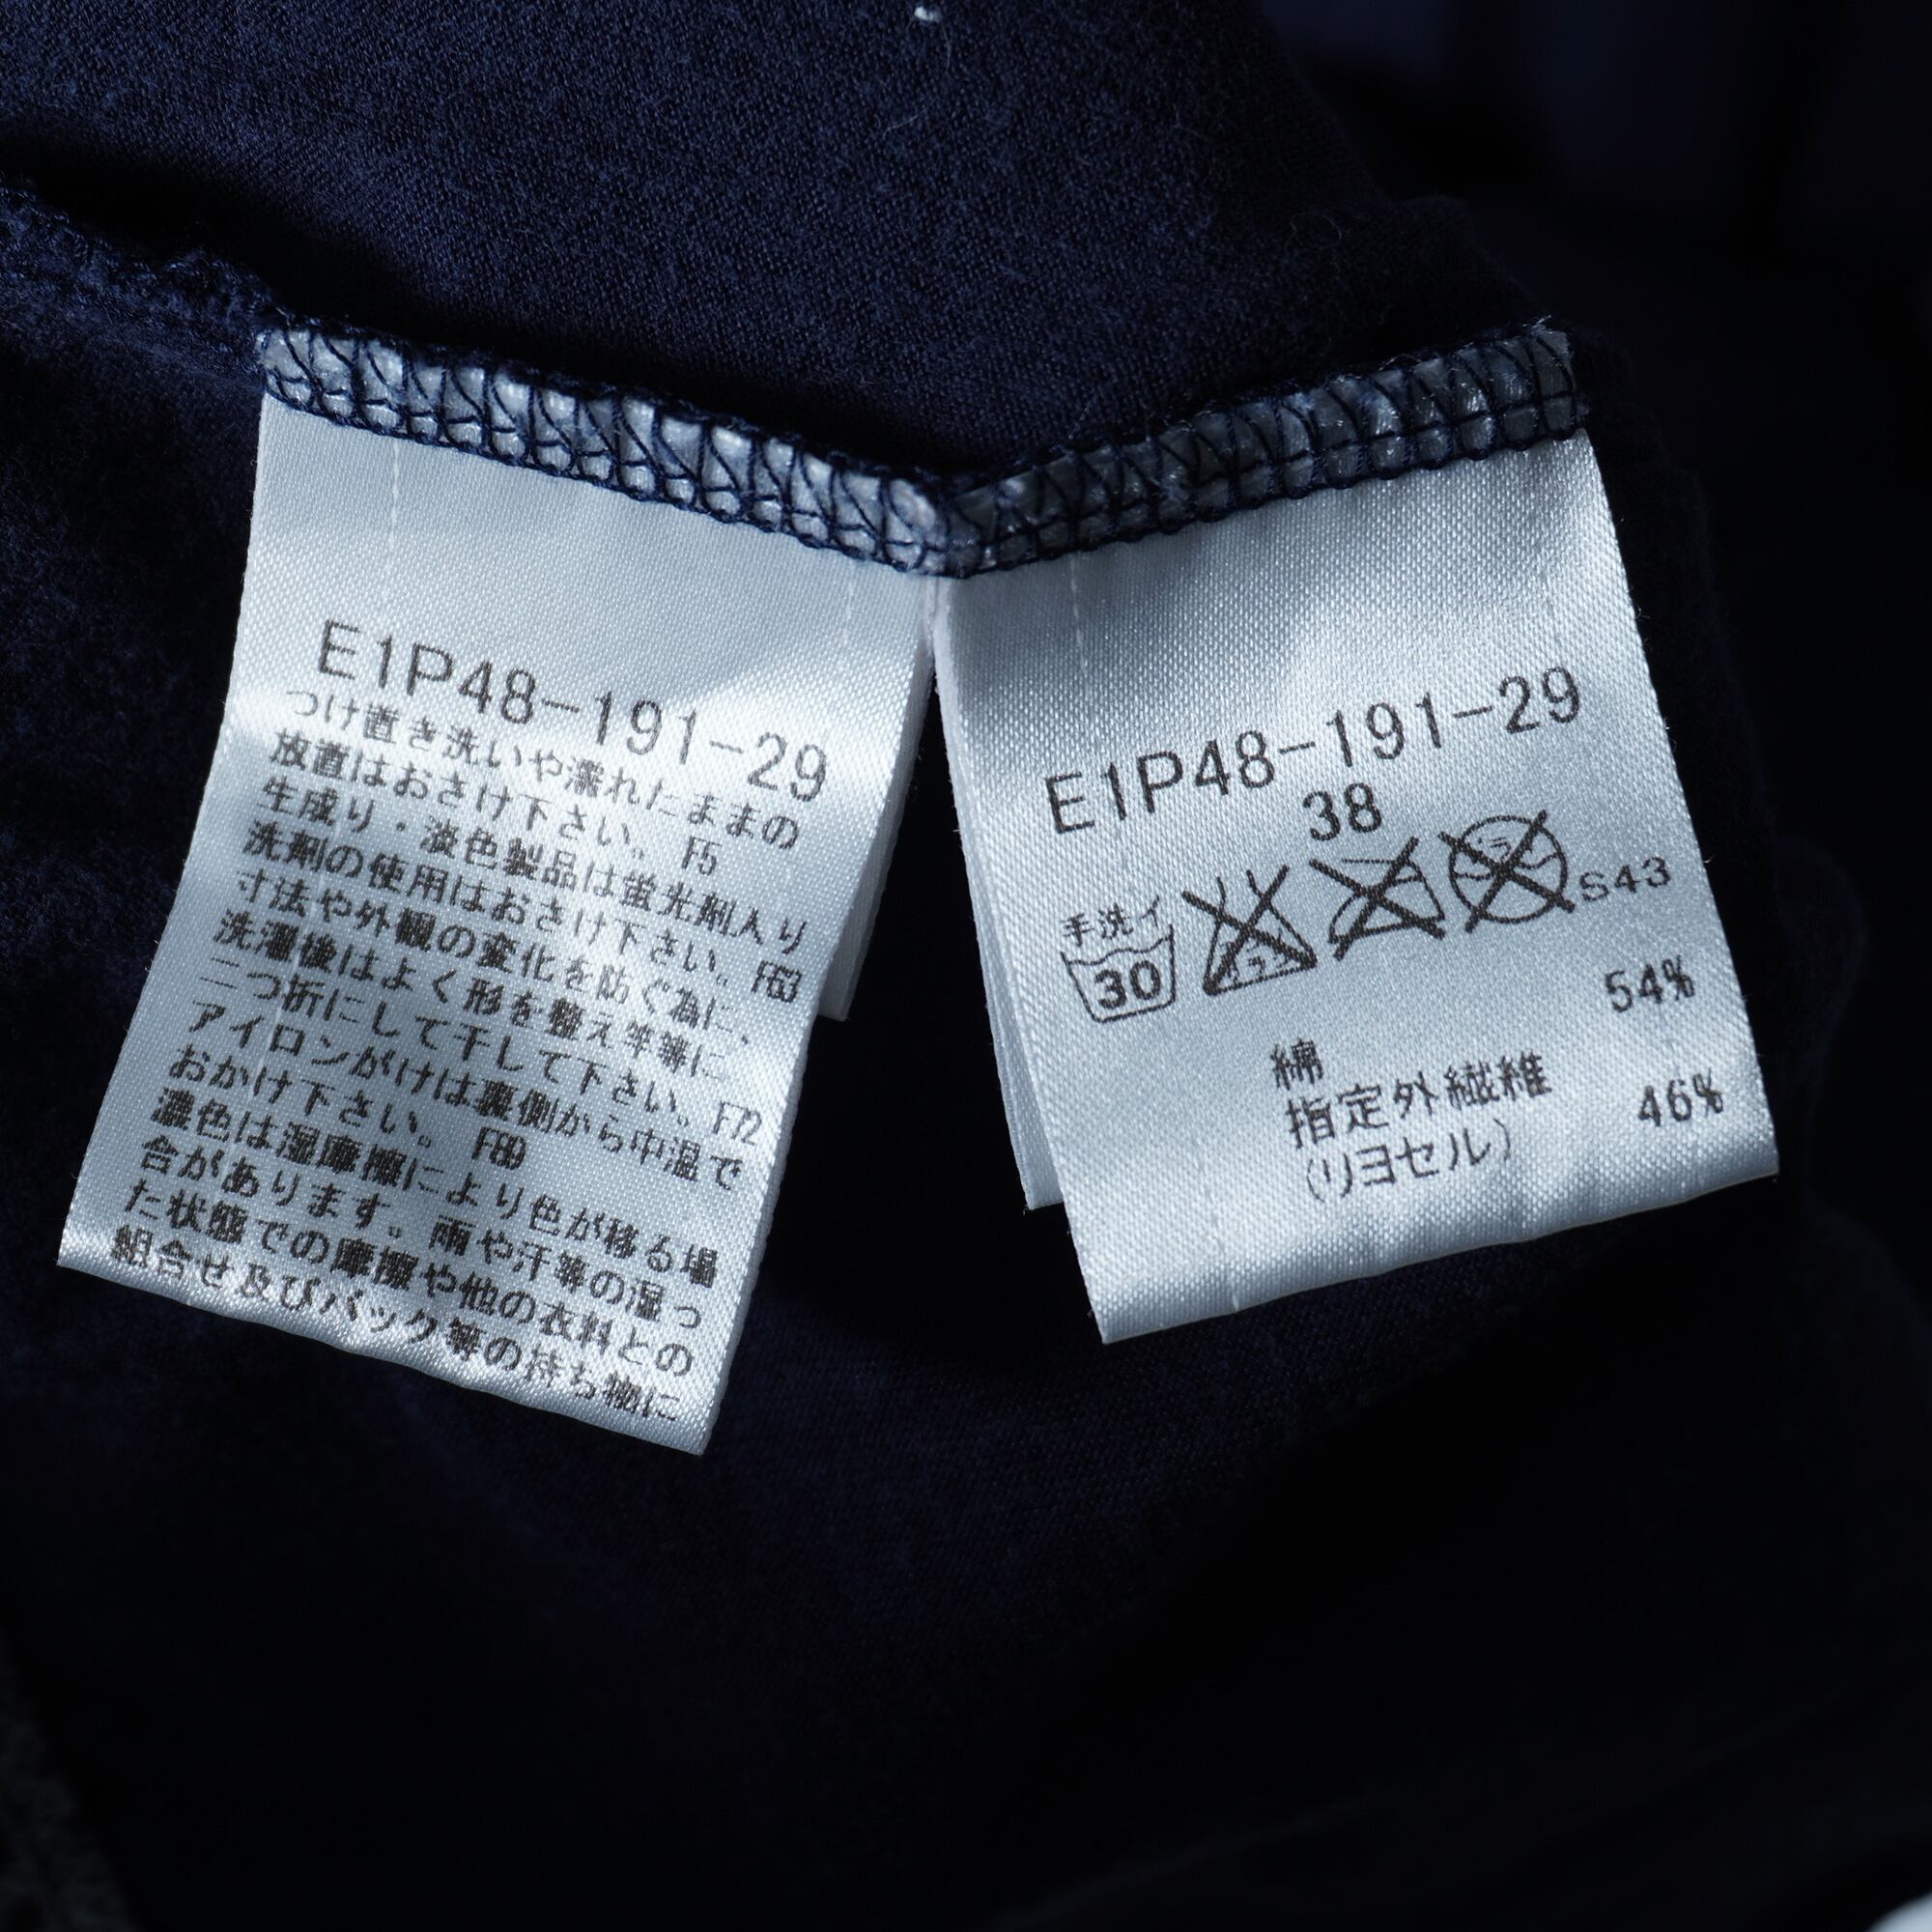 E1P48-191-29
つけ置き洗いや濡れたままの
放置はおさけ下さい。 F5
生成り・淡色製品は蛍光剤入り
洗剤の使用はおさけ下さい。 F63
寸法や外観の変化を防ぐ為に、
洗濯後はよく形を整え竿等に
二つ折にして干して下さい。 F72
アイロンがけは裏側から中温で
おかけ下さい。 F80
濃色は湿摩擦により色が移る場
合があります。雨や汗等の湿っ
た状態での摩擦や他の衣料との
組合せ及びバック等の持ち物に
E1P48-191-29
38
手洗イ
30
S43
綿 54%
指定外繊維 46%
(リヨセル)